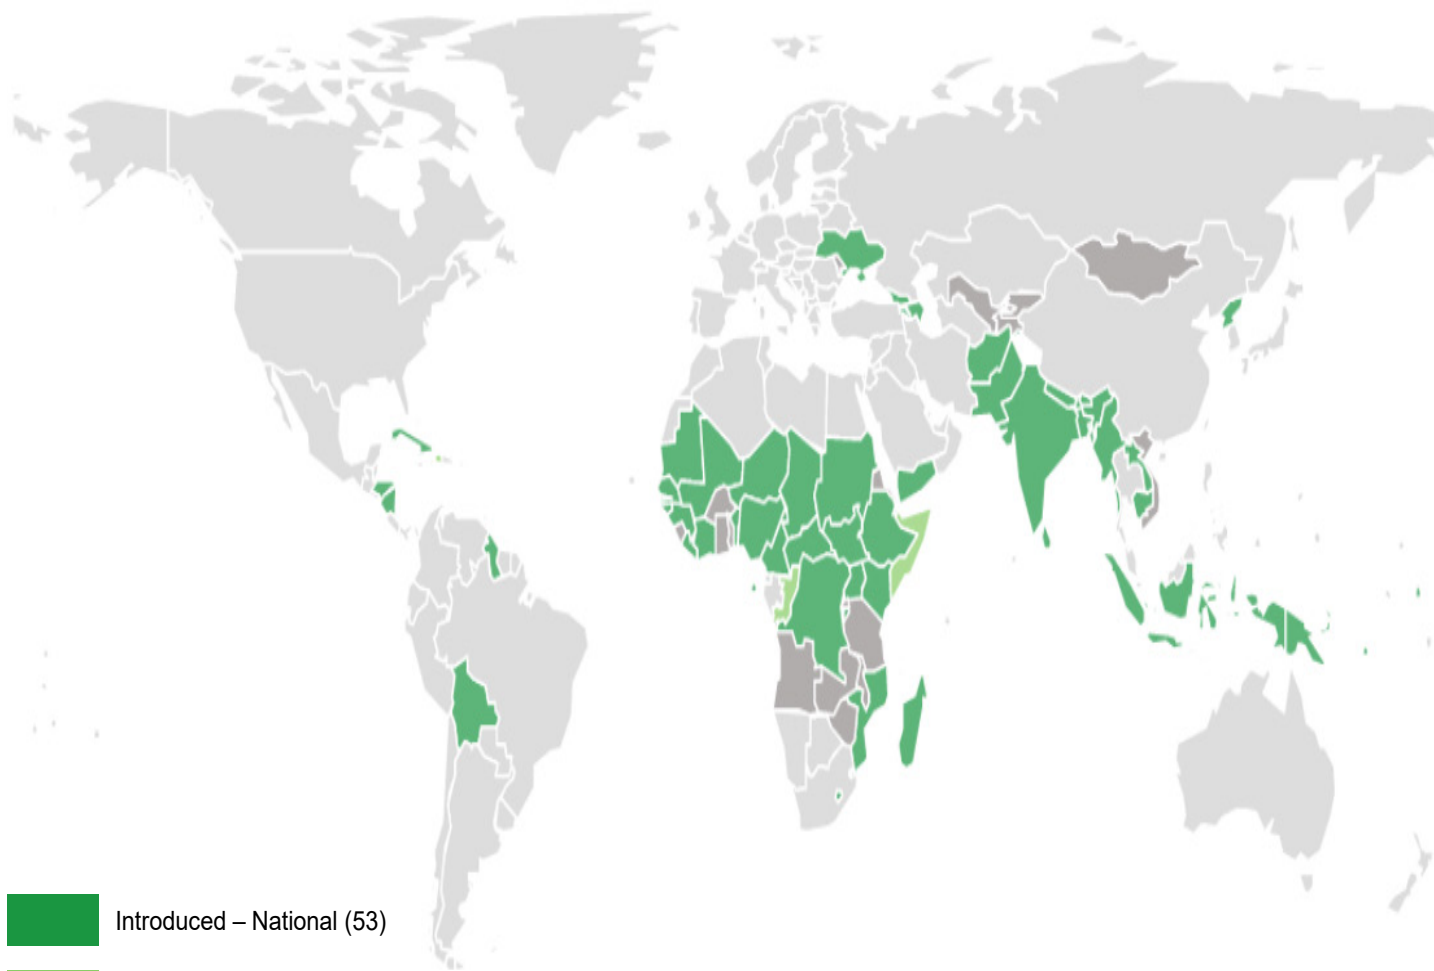 Introduced – National (53)